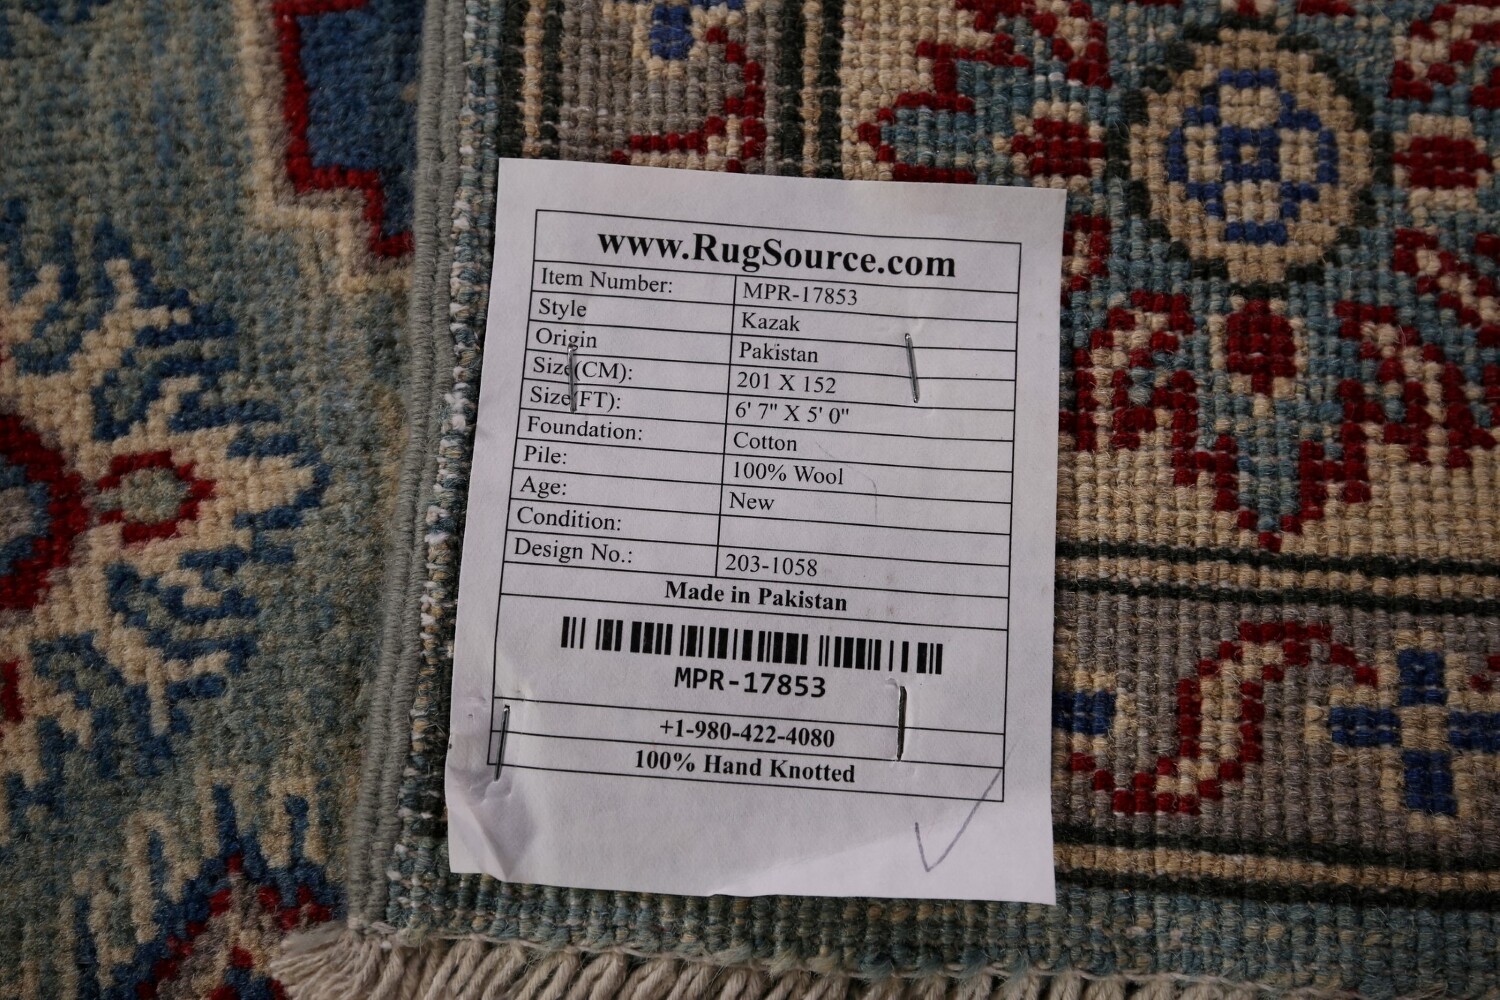 www.RugSource.com
Item Number: MPR-17853
Style Kazak
Origin Pakistan
Size(CM): 201 X 152
Size(FT): 6' 7" X 5' 0"
Foundation: Cotton
Pile: 100% Wool
Age: New
Condition:
Design No.: 203-1058
Made in Pakistan
MPR-17853
+1-980-422-4080
100% Hand Knotted